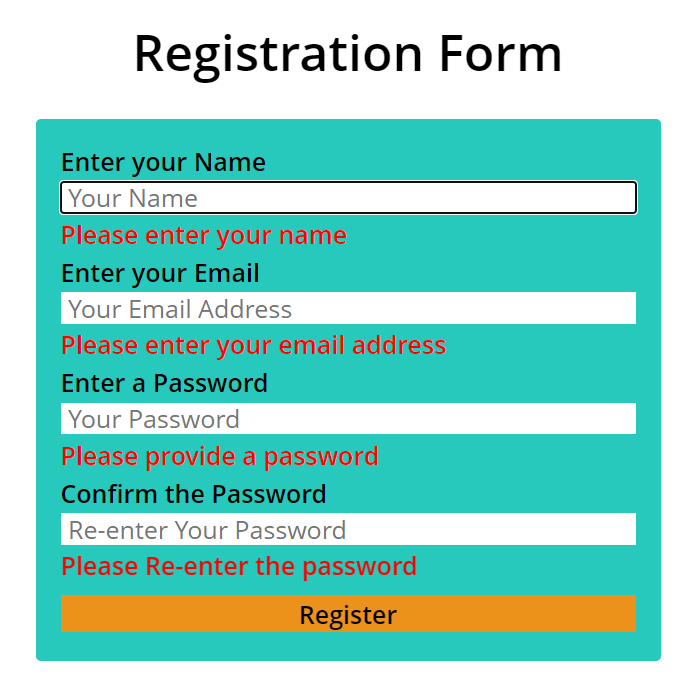 Registration Form
Enter your Name
Your Name
Please enter your name
Enter your Email
Your Email Address
Please enter your email address
Enter a Password
Your Password
Please provide a password
Confirm the Password
Re-enter Your Password
Please Re-enter the password
Register